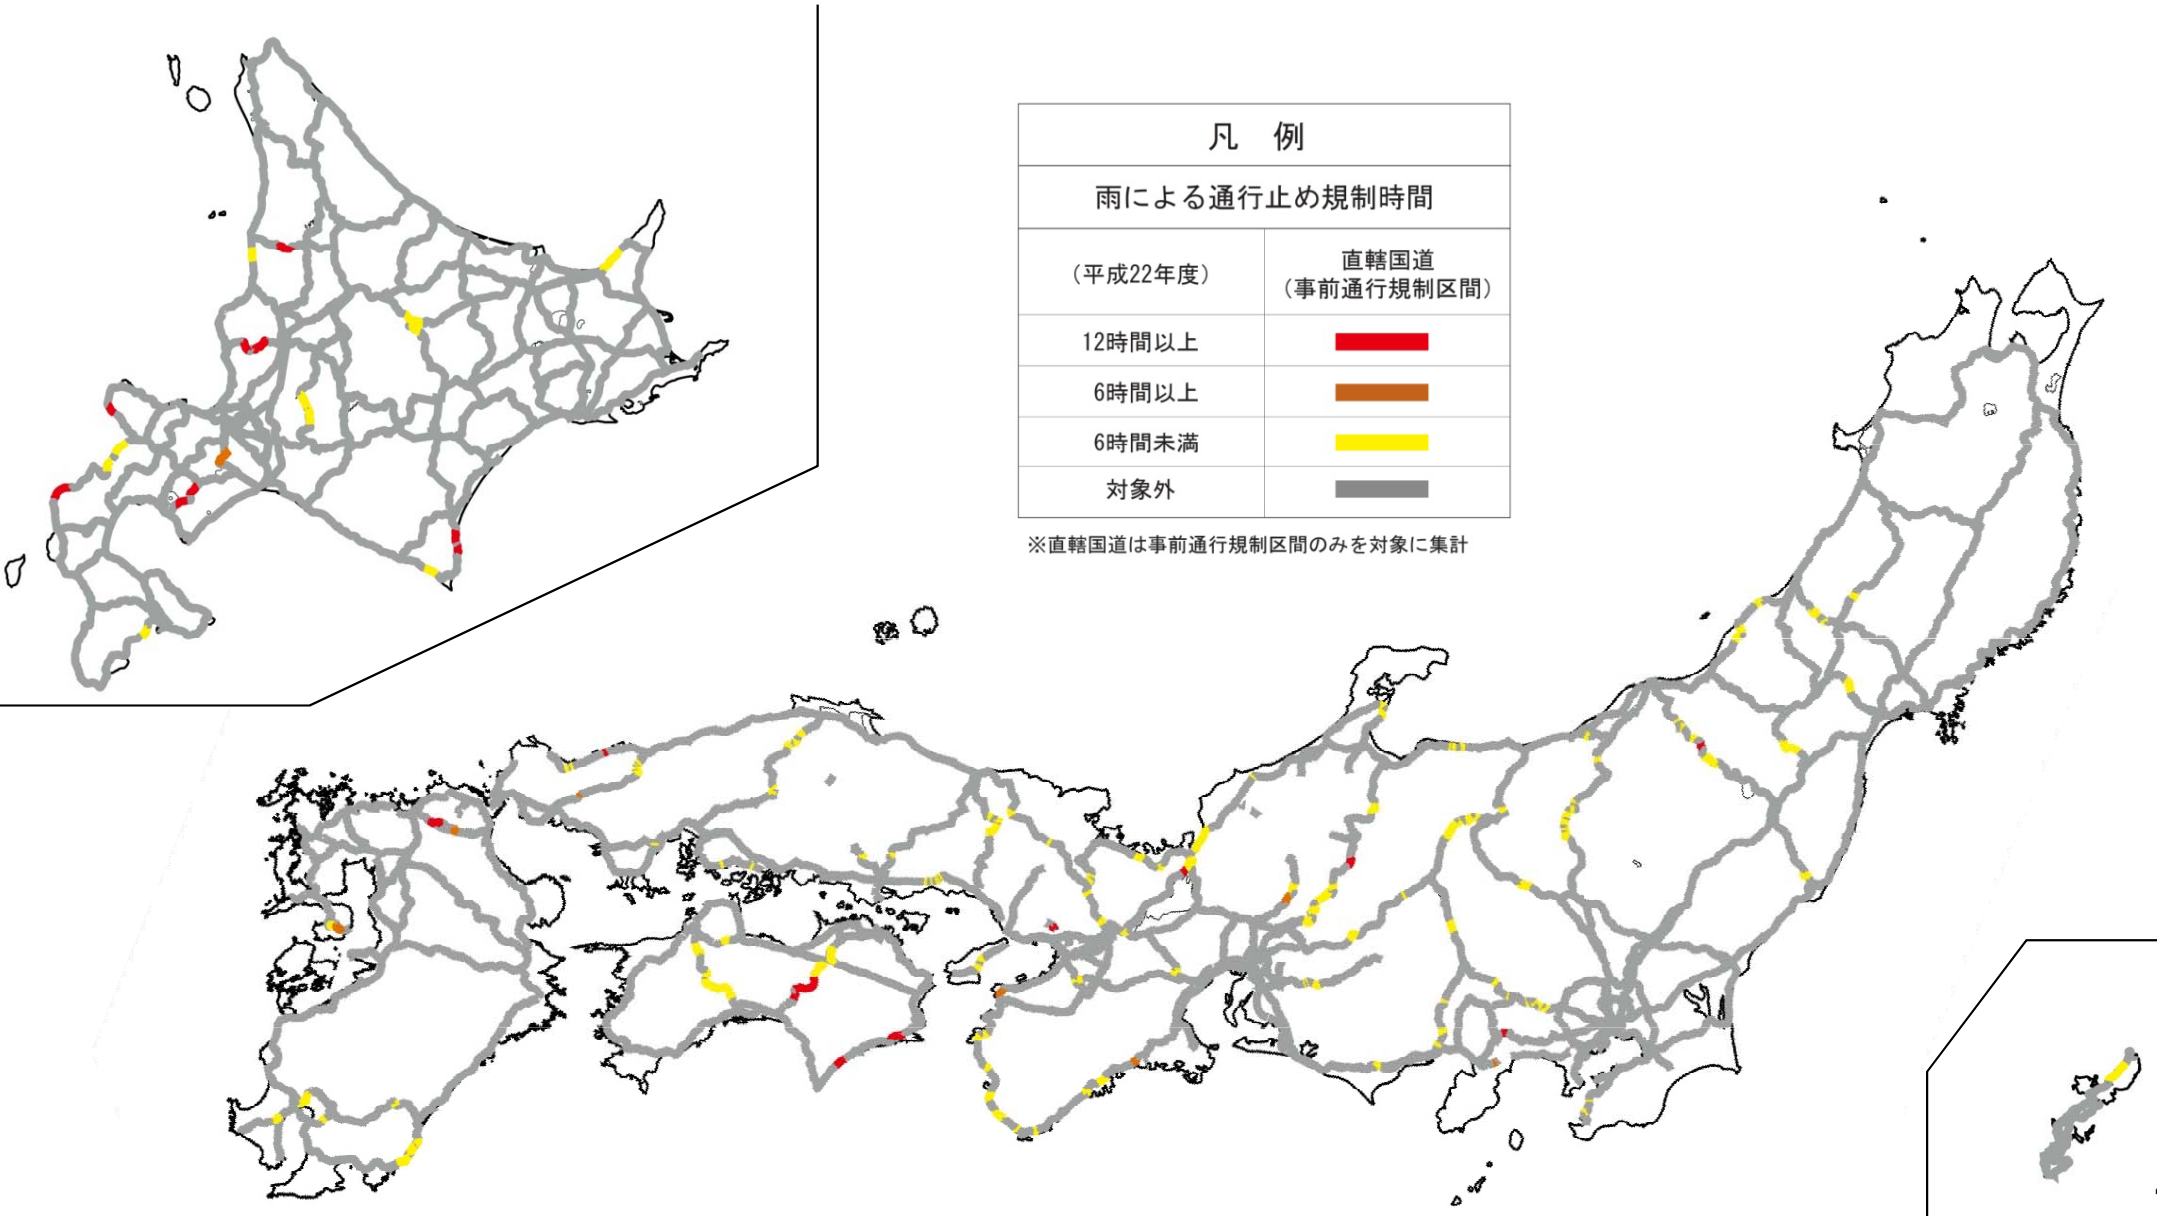 凡 例
雨による通行止め規制時間
(平成22年度)
直轄国道
(事前通行規制区間)
12時間以上
6時間以上
6時間未満
対象外
※直轄国道は事前通行規制区間のみを対象に集計